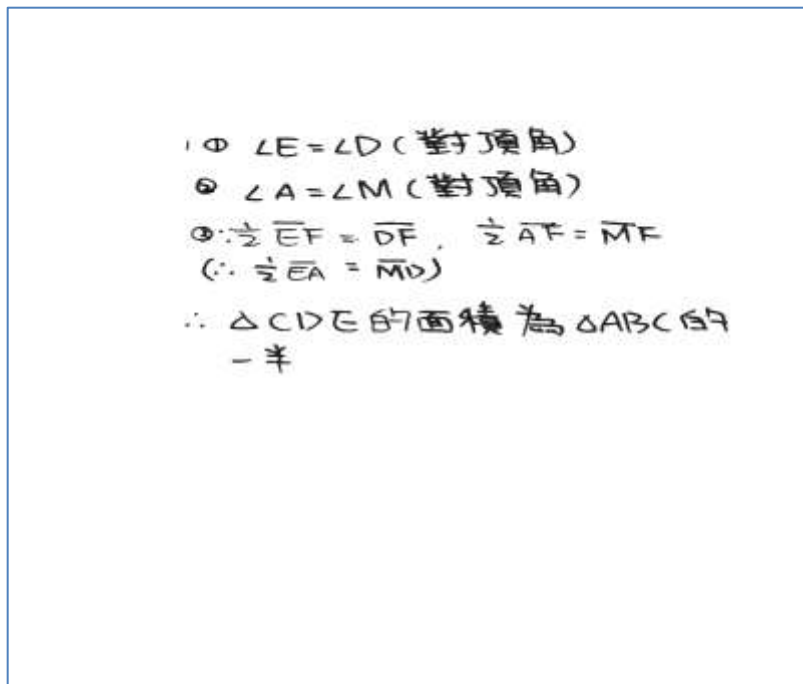 ① ∠E=∠D(對頂角)
② ∠A=∠M(對頂角)
③∵½ EF = DF , ½ AF = MF
(∴ ½ EA = MD)
∴ △CDE的面積為△ABC的
一半